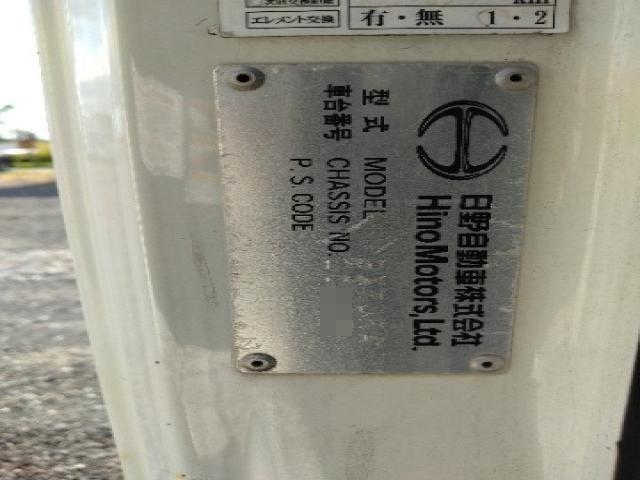 エレメント交換 有・無 1・2
日野自動車株式会社
Hino Motors, Ltd.
型式 MODEL
車台番号 CHASSIS NO.
P. S. CODE